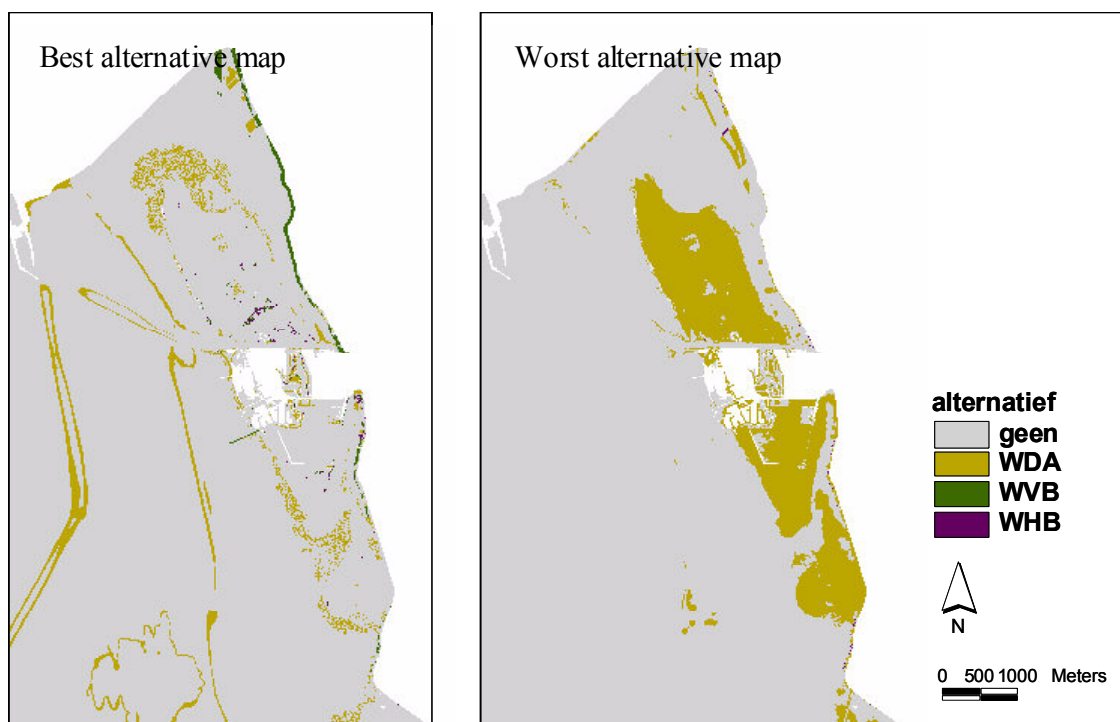 Best alternative map
Worst alternative map
alternatief
geen
WDA
WVB
WHB
N
0 500 1000 Meters